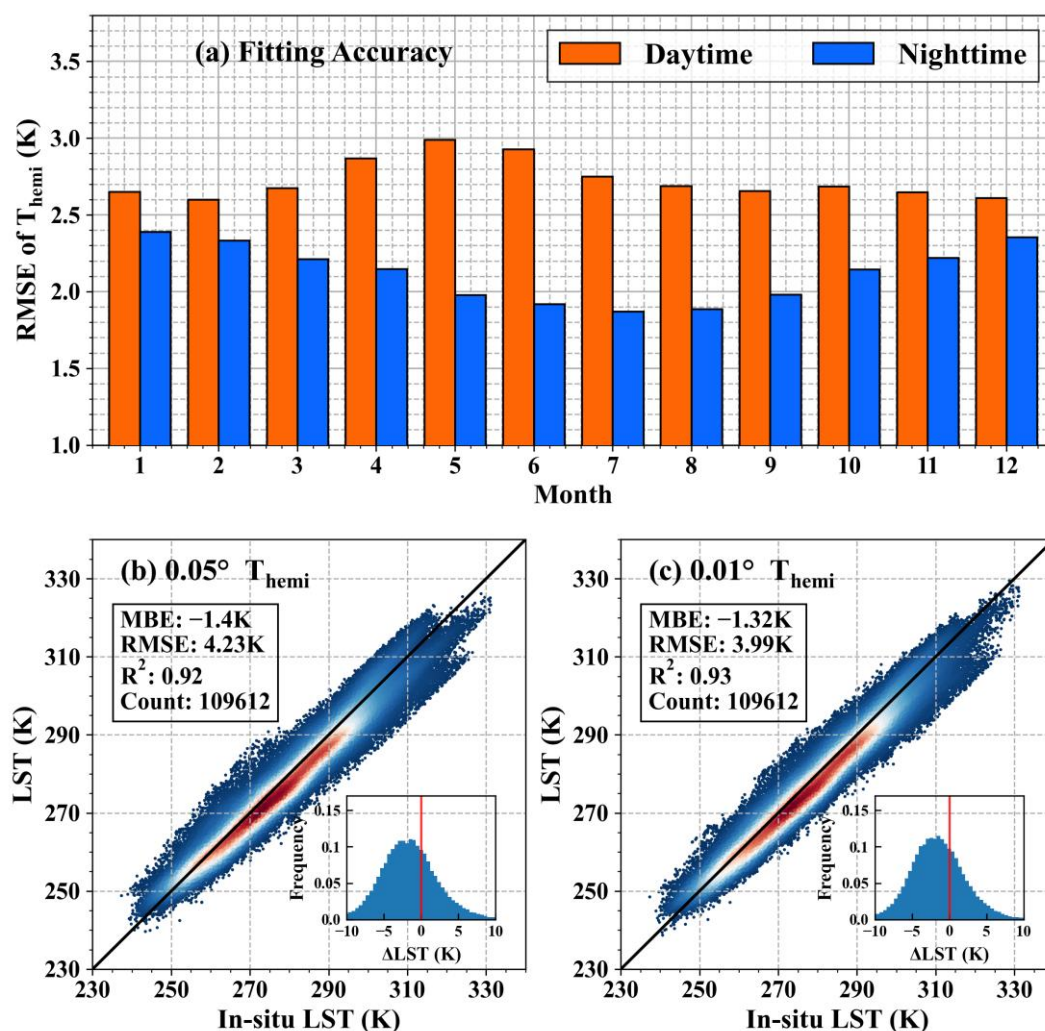 (a) Fitting Accuracy
Daytime
Nighttime
RMSE of T_hemi (K)
3.5
3.0
2.5
2.0
1.5
1.0
1 2 3 4 5 6 7 8 9 10 11 12
Month
(b) 0.05° T_hemi
MBE: −1.4K
RMSE: 4.23K
R²: 0.92
Count: 109612
LST (K)
330
310
290
270
250
230
Frequency
0.15
0.10
0.05
0.0
−10 −5 0 5 10
ΔLST (K)
230 250 270 290 310 330
In-situ LST (K)
(c) 0.01° T_hemi
MBE: −1.32K
RMSE: 3.99K
R²: 0.93
Count: 109612
LST (K)
330
310
290
270
250
230
Frequency
0.15
0.10
0.05
0.0
−10 −5 0 5 10
ΔLST (K)
230 250 270 290 310 330
In-situ LST (K)